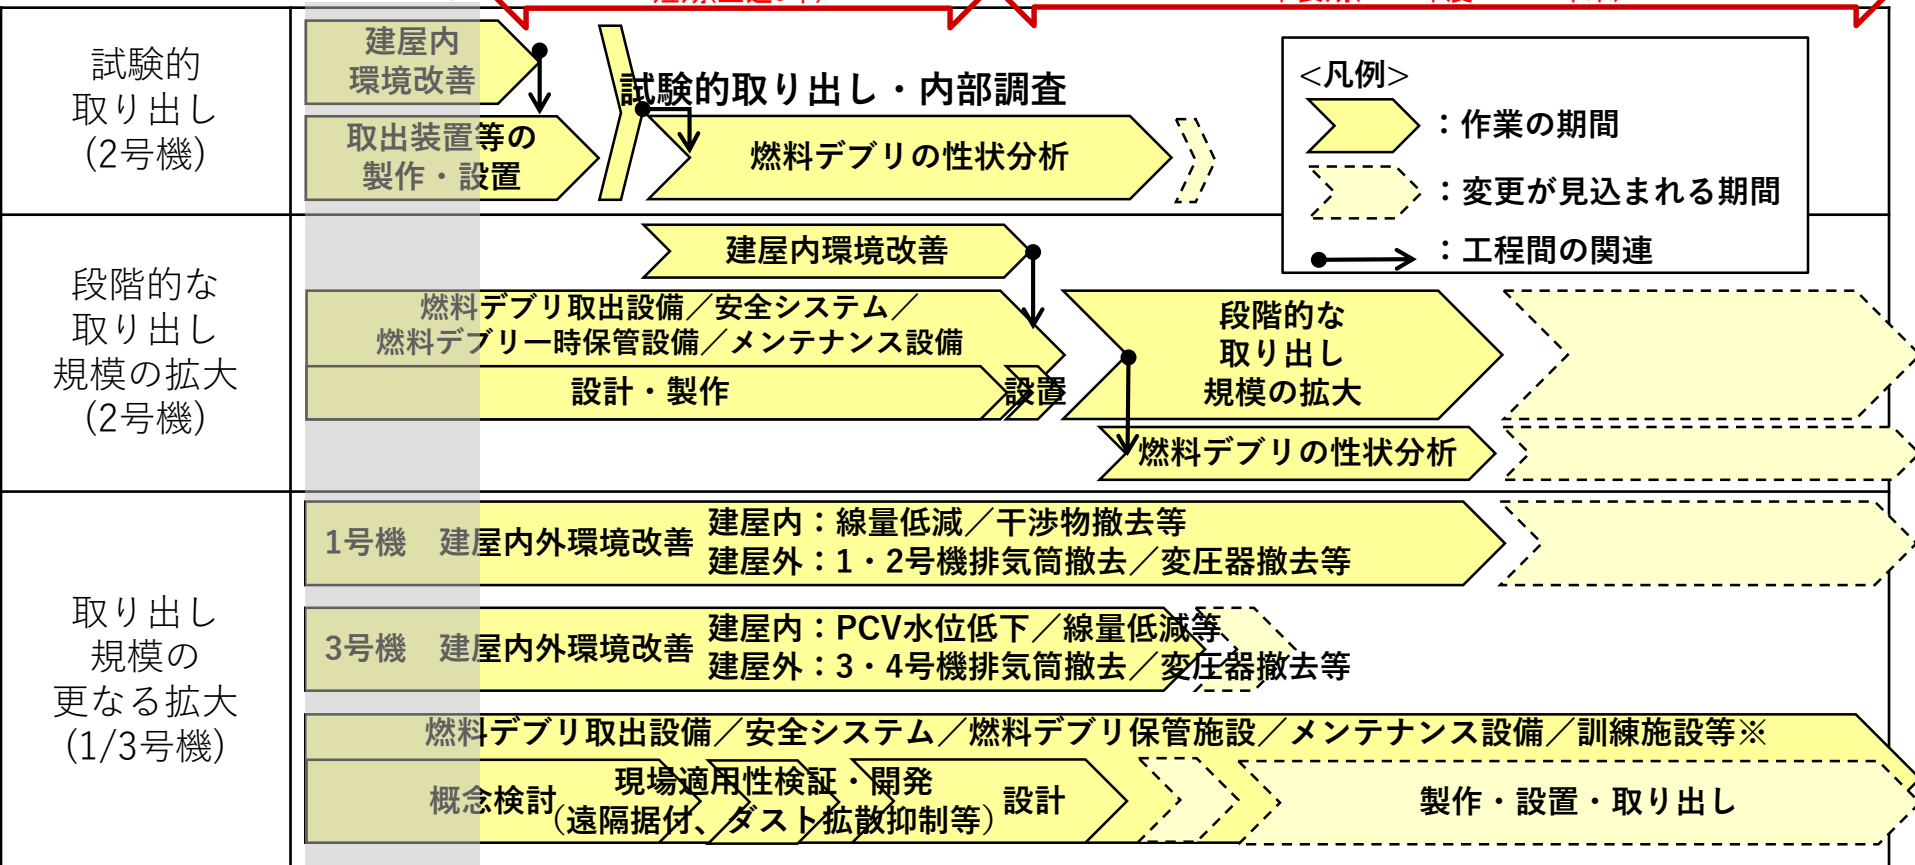 試験的
取り出し
(2号機)
建屋内
環境改善
取出装置等の
製作・設置
試験的取り出し・内部調査
燃料デブリの性状分析
<凡例>
：作業の期間
：変更が見込まれる期間
：工程間の関連
段階的な
取り出し
規模の拡大
(2号機)
建屋内環境改善
燃料デブリ取出設備／安全システム／
燃料デブリ一時保管設備／メンテナンス設備
設計・製作
設置
段階的な
取り出し
規模の拡大
燃料デブリの性状分析
取り出し
規模の
更なる拡大
(1/3号機)
1号機　建屋内外環境改善
建屋内：線量低減／干渉物撤去等
建屋外：1・2号機排気筒撤去／変圧器撤去等
3号機　建屋内外環境改善
建屋内：PCV水位低下／線量低減等
建屋外：3・4号機排気筒撤去／変圧器撤去等
燃料デブリ取出設備／安全システム／燃料デブリ保管施設／メンテナンス設備／訓練施設等※
概念検討
現場適用性検証・開発
（遠隔据付、ダスト拡散抑制等）
設計
製作・設置・取り出し